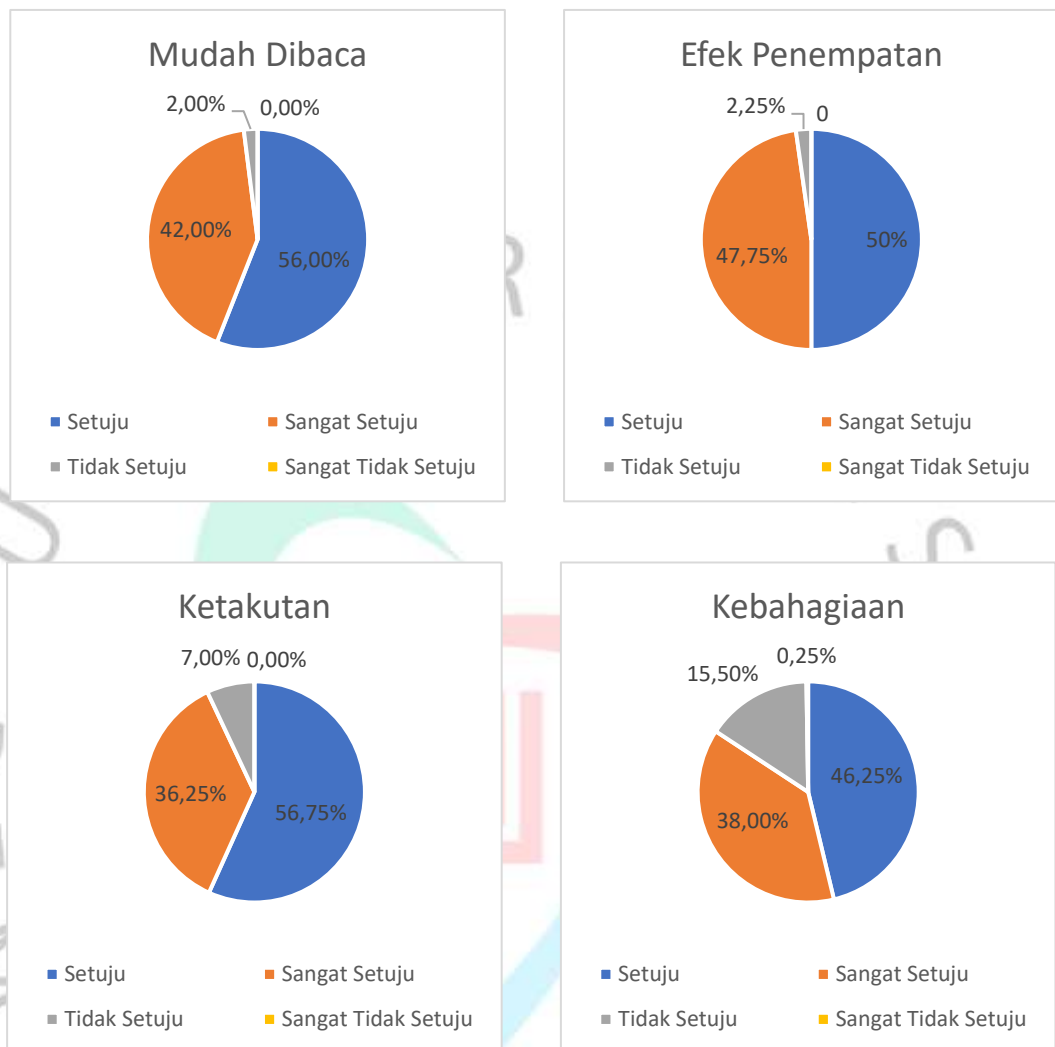 Mudah Dibaca
2,00% 0,00%
42,00%
56,00%
Setuju Sangat Setuju
Tidak Setuju Sangat Tidak Setuju
Efek Penempatan
2,25% 0
50%
47,75%
Setuju Sangat Setuju
Tidak Setuju Sangat Tidak Setuju
Ketakutan
7,00% 0,00%
36,25%
56,75%
Setuju Sangat Setuju
Tidak Setuju Sangat Tidak Setuju
Kebahagiaan
0,25%
15,50%
46,25%
38,00%
Setuju Sangat Setuju
Tidak Setuju Sangat Tidak Setuju